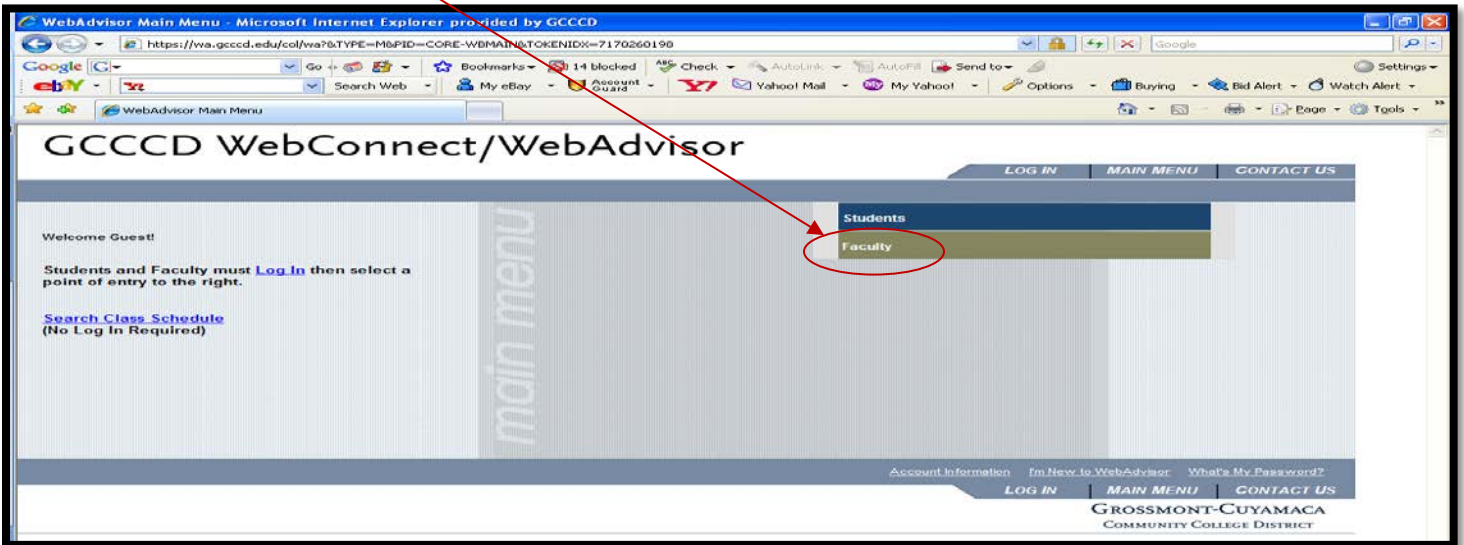 WebAdvisor Main Menu - Microsoft Internet Explorer provided by GCCCD
https://wa.gcccd.edu/col/wa?&TYPE=M&PID=CORE-WBMAIN&TOKENIDX=7170260190
Google
Google G Go Bookmarks 14 blocked Check AutoLink AutoFill Send to Settings
ebY Y! Search Web My eBay Account Guard Y7 Yahoo! Mail My Yahoo! Options Buying Bid Alert Watch Alert
WebAdvisor Main Menu Page Tools
GCCCD WebConnect/WebAdvisor
LOG IN MAIN MENU CONTACT US
Students
Welcome Guest!
Faculty
Students and Faculty must Log In then select a
point of entry to the right.
Search Class Schedule
(No Log In Required)
main menu
Account Information I'm New to WebAdvisor What's My Password?
LOG IN MAIN MENU CONTACT US
GROSSMONT-CUYAMACA
COMMUNITY COLLEGE DISTRICT